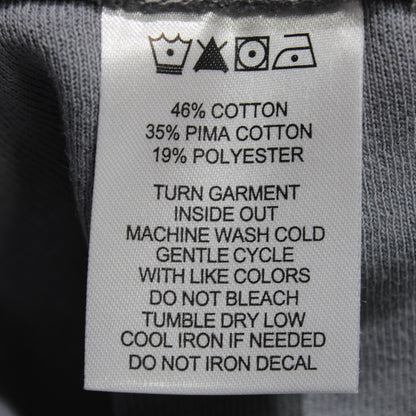 46% COTTON
35% PIMA COTTON
19% POLYESTER
TURN GARMENT
INSIDE OUT
MACHINE WASH COLD
GENTLE CYCLE
WITH LIKE COLORS
DO NOT BLEACH
TUMBLE DRY LOW
COOL IRON IF NEEDED
DO NOT IRON DECAL